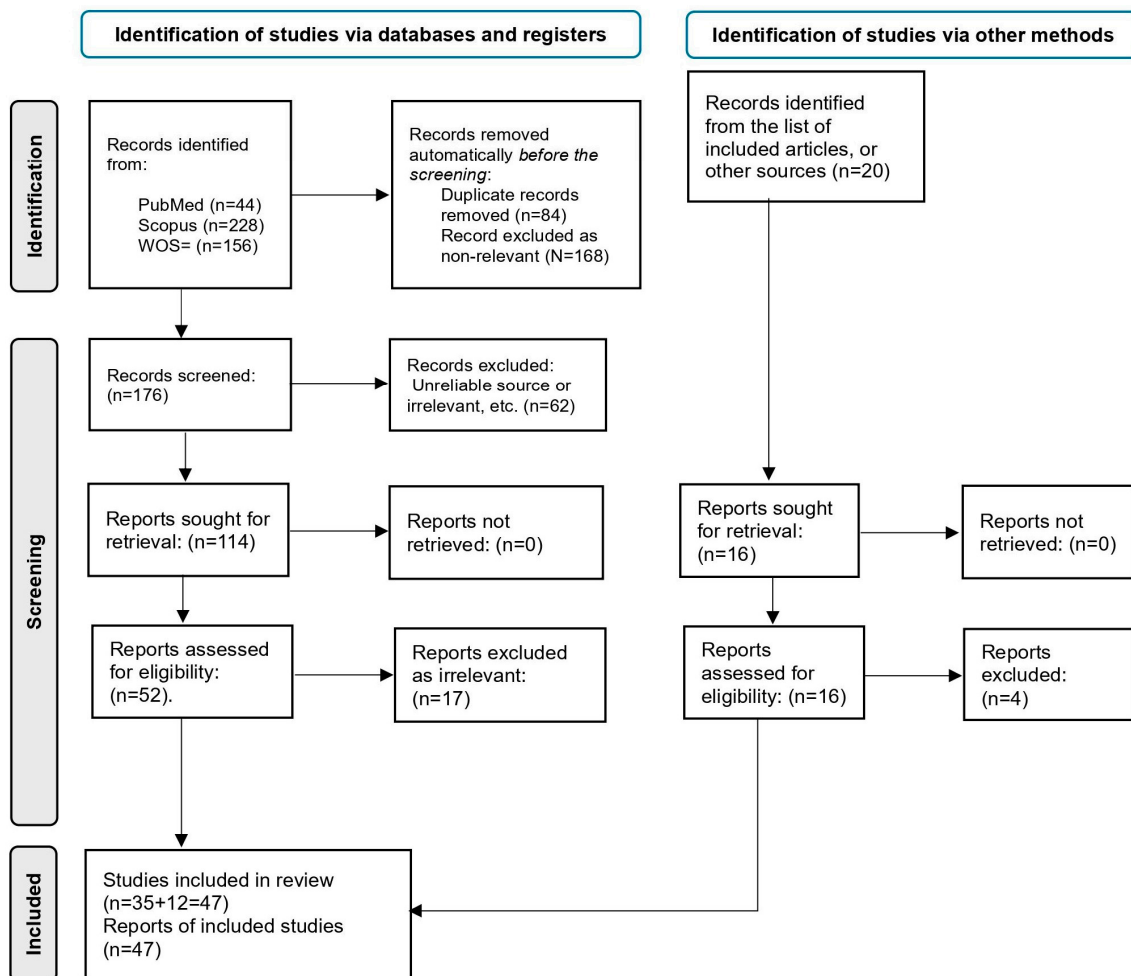 Identification of studies via databases and registers
Identification of studies via other methods
Identification
Records identified
from:
PubMed (n=44)
Scopus (n=228)
WOS= (n=156)
Records removed
automatically before the
screening:
Duplicate records
removed (n=84)
Record excluded as
non-relevant (N=168)
Records identified
from the list of
included articles, or
other sources (n=20)
Screening
Records screened:
(n=176)
Records excluded:
Unreliable source or
irrelevant, etc. (n=62)
Reports sought for
retrieval: (n=114)
Reports not
retrieved: (n=0)
Reports sought
for retrieval:
(n=16)
Reports not
retrieved: (n=0)
Reports assessed
for eligibility:
(n=52).
Reports excluded
as irrelevant:
(n=17)
Reports
assessed for
eligibility: (n=16)
Reports
excluded:
(n=4)
Included
Studies included in review
(n=35+12=47)
Reports of included studies
(n=47)